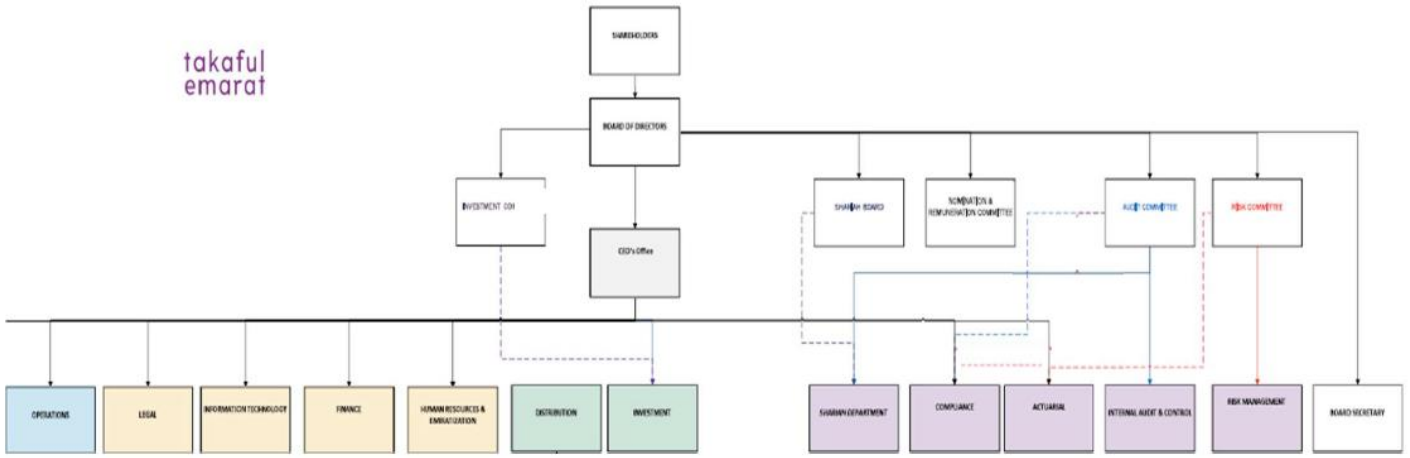 takaful
emarat
SHAREHOLDERS
BOARD OF DIRECTORS
INVESTMENT COI
SHARIAH BOARD
NOMINATION &
REMUNERATION COMMITTEE
AUDIT COMMITTEE
RISK COMMITTEE
CEO's Office
OPERATIONS
LEGAL
INFORMATION TECHNOLOGY
FINANCE
HUMAN RESOURCES &
EMIRATIZATION
DISTRIBUTION
INVESTMENT
SHARIAH DEPARTMENT
COMPLIANCE
ACTUARIAL
INTERNAL AUDIT & CONTROL
RISK MANAGEMENT
BOARD SECRETARY